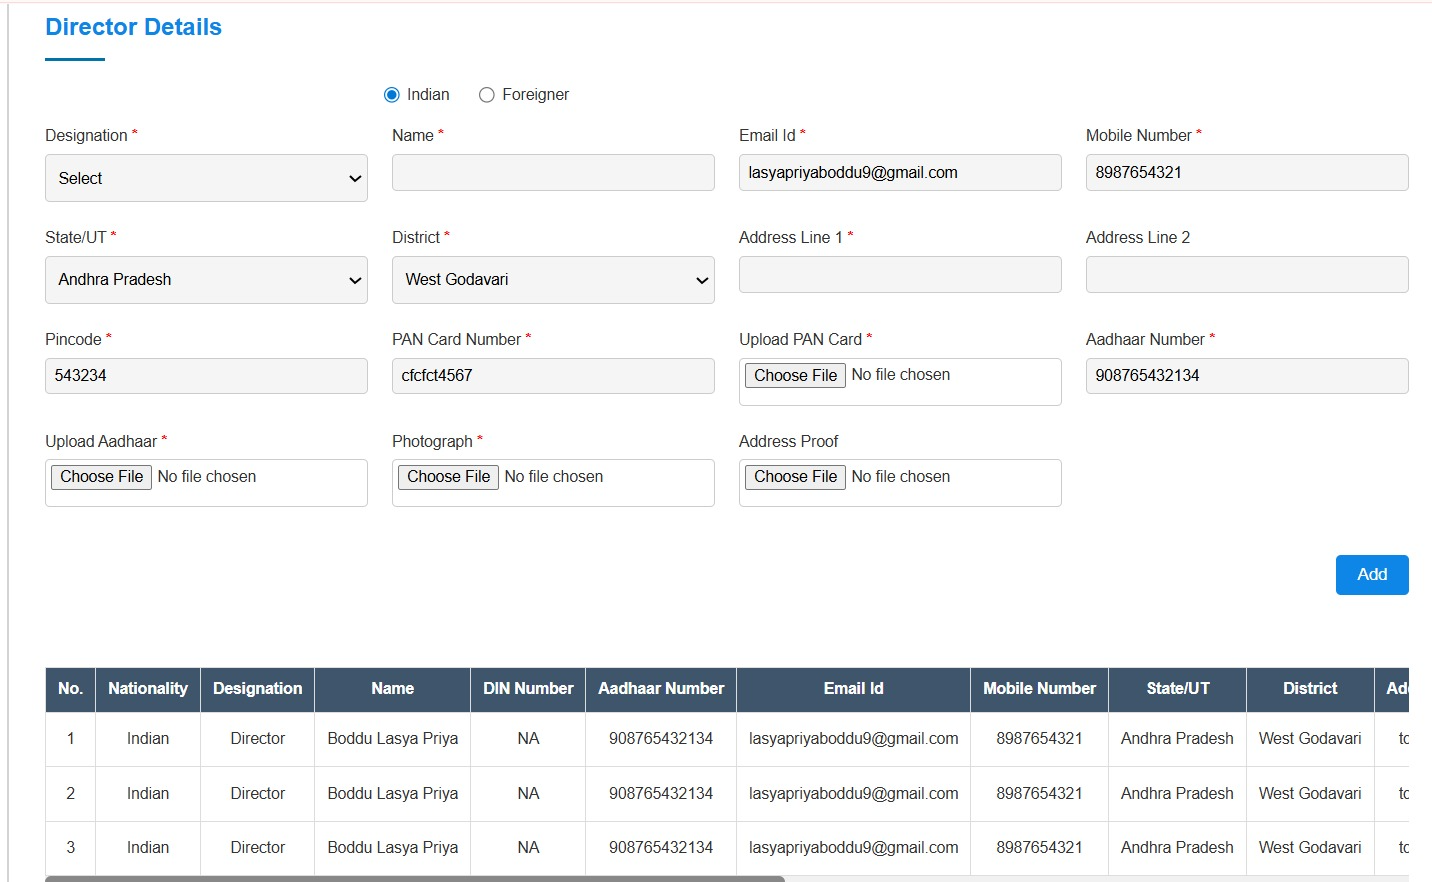 Director Details
Indian Foreigner
Designation * Name * Email Id * Mobile Number *
Select lasyapriyaboddu9@gmail.com 8987654321
State/UT * District * Address Line 1 * Address Line 2
Andhra Pradesh West Godavari
Pincode * PAN Card Number * Upload PAN Card * Aadhaar Number *
543234 cfcfct4567 Choose File No file chosen 908765432134
Upload Aadhaar * Photograph * Address Proof
Choose File No file chosen Choose File No file chosen Choose File No file chosen
Add
No. Nationality Designation Name DIN Number Aadhaar Number Email Id Mobile Number State/UT District
1 Indian Director Boddu Lasya Priya NA 908765432134 lasyapriyaboddu9@gmail.com 8987654321 Andhra Pradesh West Godavari
2 Indian Director Boddu Lasya Priya NA 908765432134 lasyapriyaboddu9@gmail.com 8987654321 Andhra Pradesh West Godavari
3 Indian Director Boddu Lasya Priya NA 908765432134 lasyapriyaboddu9@gmail.com 8987654321 Andhra Pradesh West Godavari